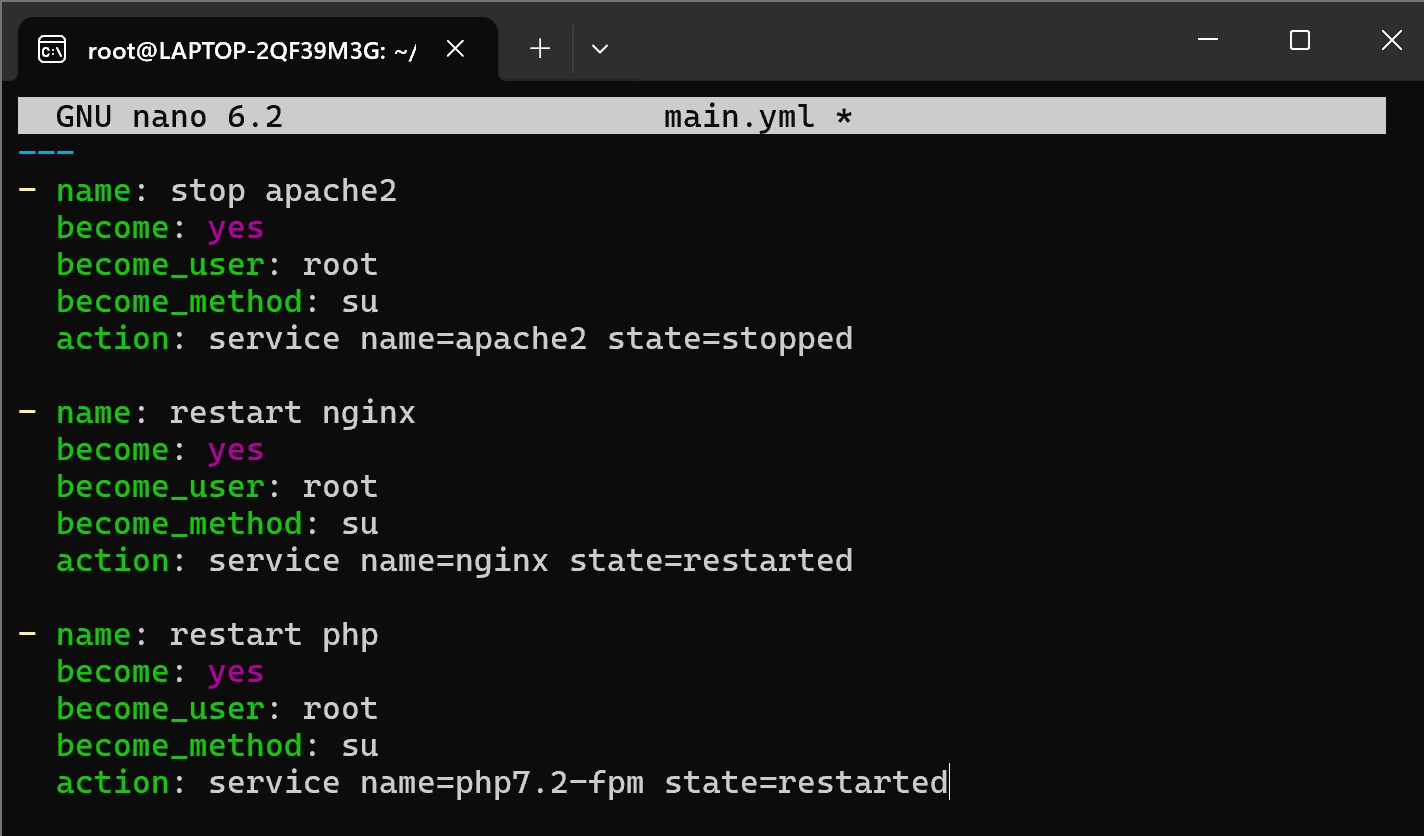 root@LAPTOP-2QF39M3G: ~/
GNU nano 6.2 main.yml *
---
- name: stop apache2
  become: yes
  become_user: root
  become_method: su
  action: service name=apache2 state=stopped

- name: restart nginx
  become: yes
  become_user: root
  become_method: su
  action: service name=nginx state=restarted

- name: restart php
  become: yes
  become_user: root
  become_method: su
  action: service name=php7.2-fpm state=restarted